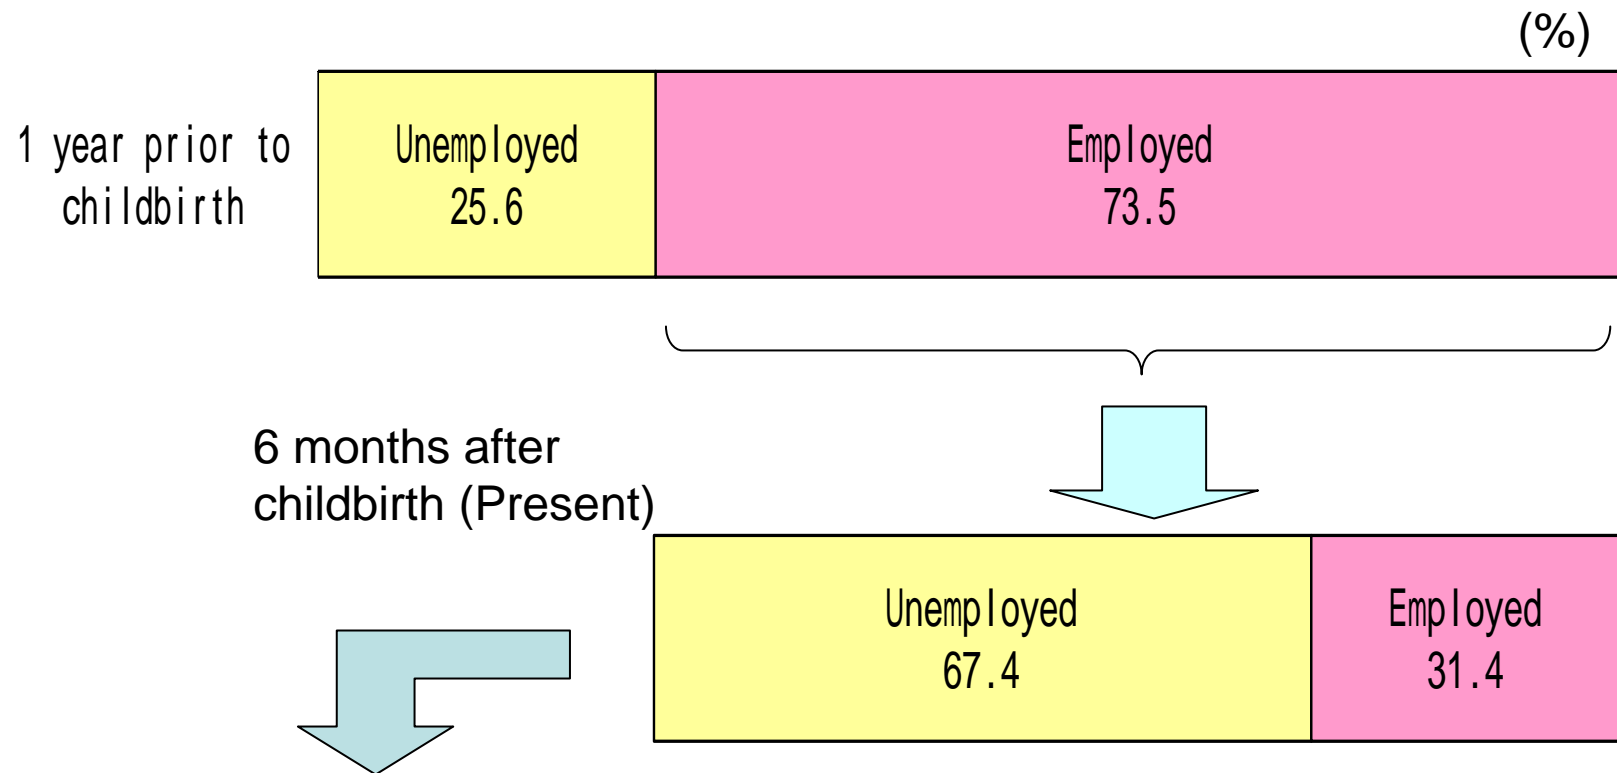 (%)
1 year prior to
childbirth
Unemployed
25.6
Employed
73.5
6 months after
childbirth (Present)
Unemployed
67.4
Employed
31.4